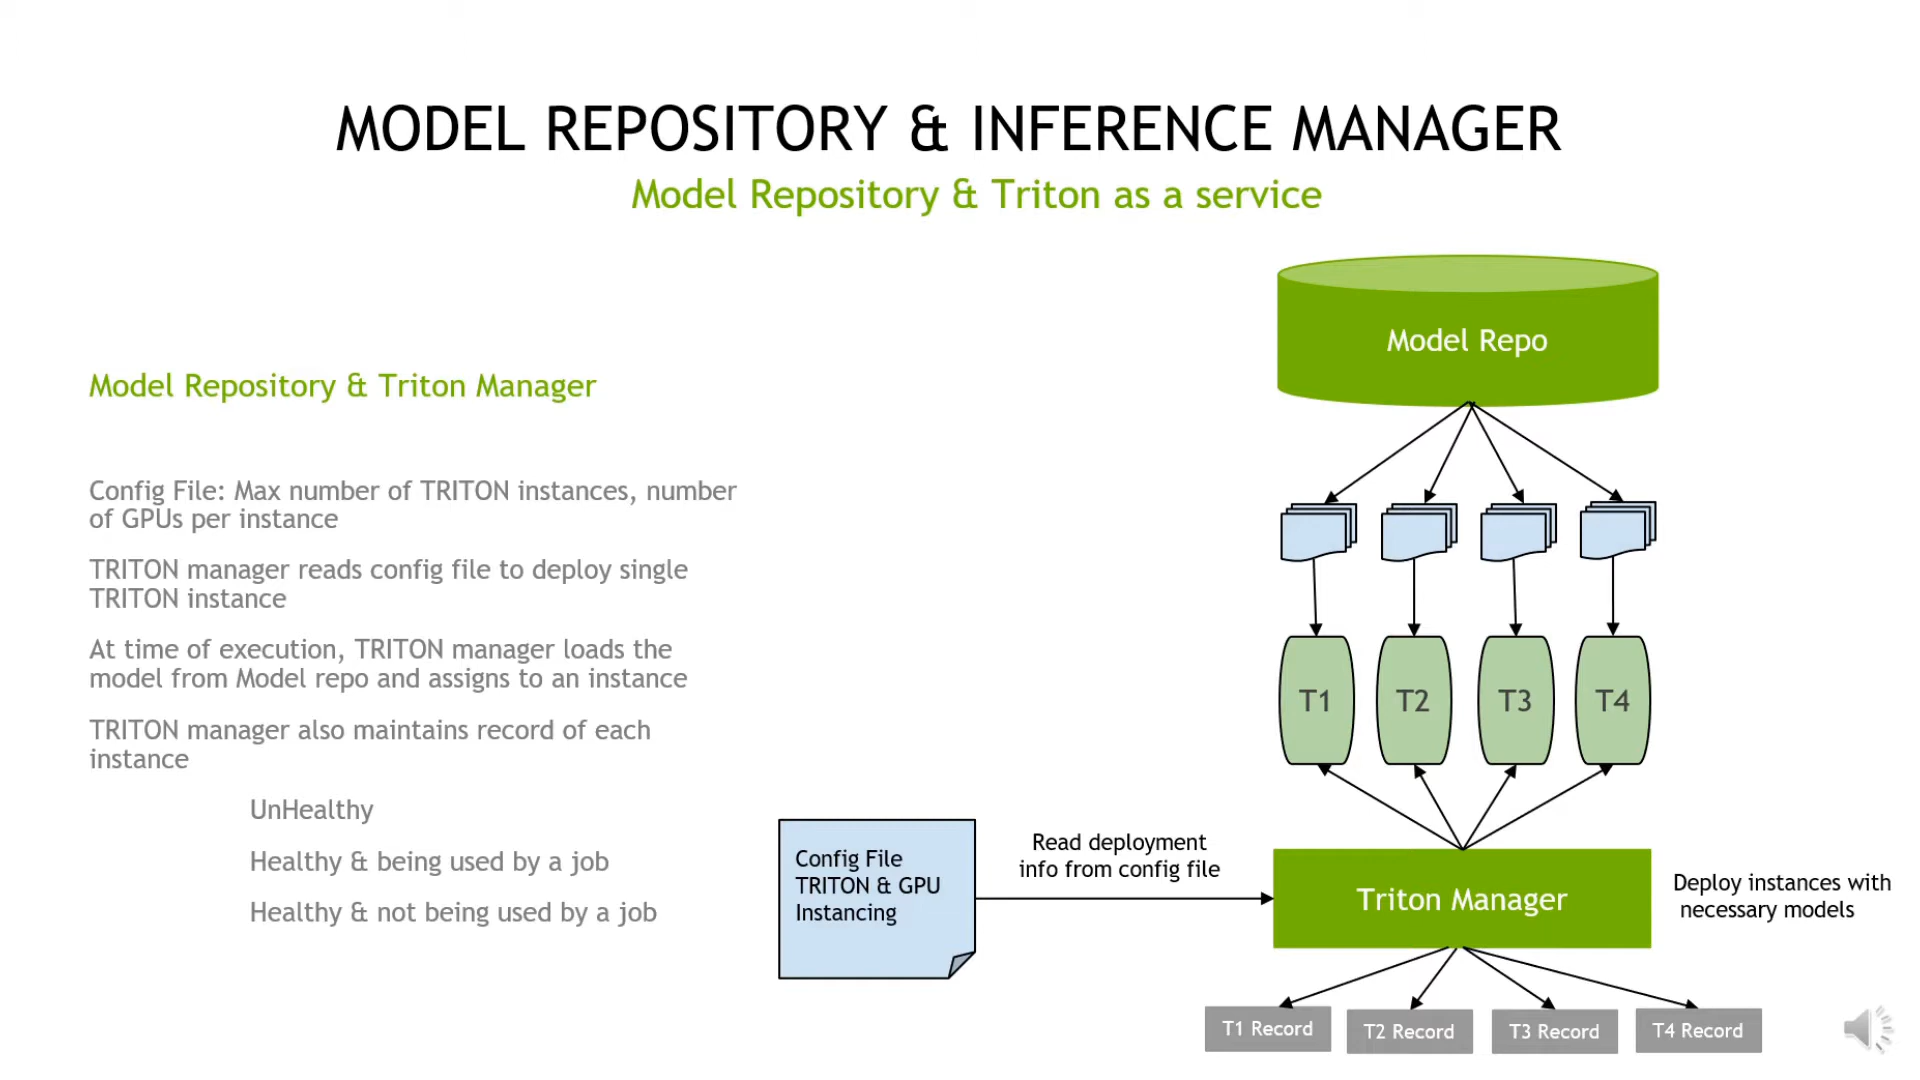 MODEL REPOSITORY & INFERENCE MANAGER
Model Repository & Triton as a service
Model Repository & Triton Manager
Config File: Max number of TRITON instances, number
of GPUs per instance
TRITON manager reads config file to deploy single
TRITON instance
At time of execution, TRITON manager loads the
model from Model repo and assigns to an instance
TRITON manager also maintains record of each
instance
UnHealthy
Healthy & being used by a job
Healthy & not being used by a job
Model Repo
T1 T2 T3 T4
Config File
TRITON & GPU
Instancing
Read deployment
info from config file
Triton Manager
Deploy instances with
necessary models
T1 Record T2 Record T3 Record T4 Record